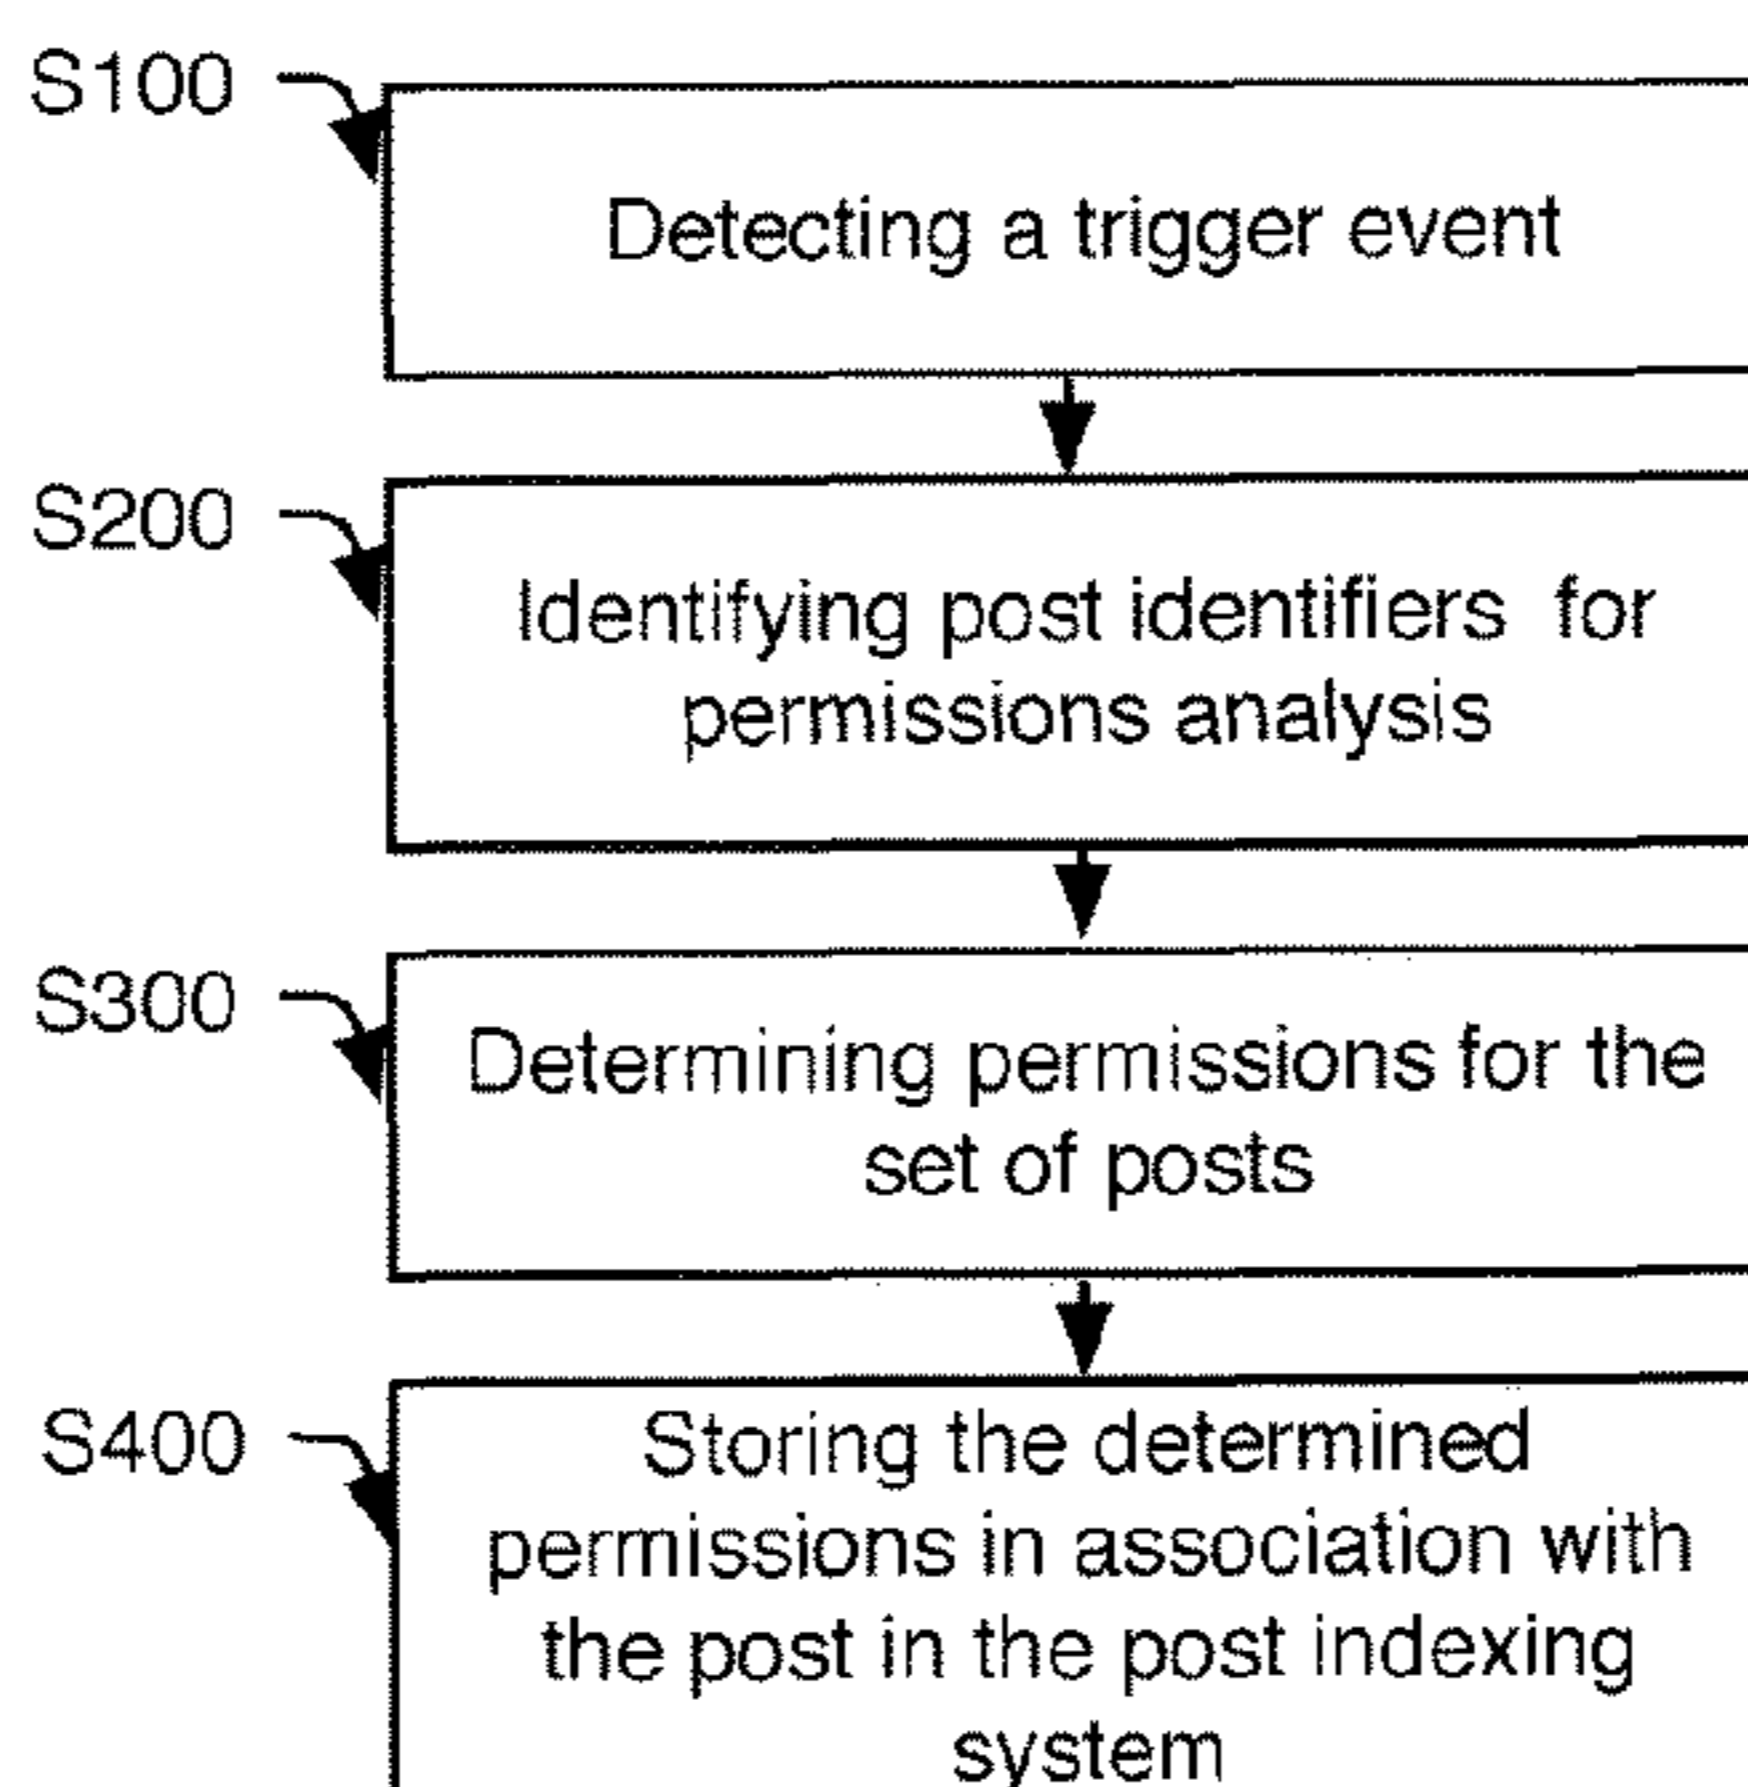 S100
Detecting a trigger event
S200
Identifying post identifiers for
permissions analysis
S300
Determining permissions for the
set of posts
S400
Storing the determined
permissions in association with
the post in the post indexing
system